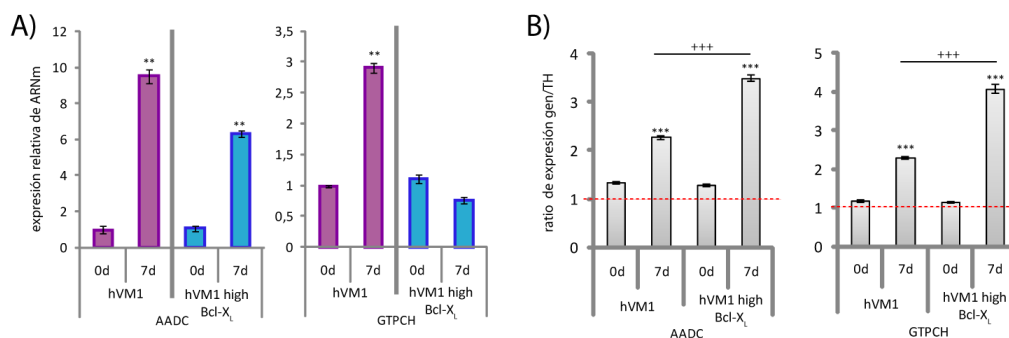 A)
expresión relativa de ARNm
12
10
8
6
4
2
0
**
**
0d 7d 0d 7d
hVM1 hVM1 high Bcl-XL
AADC
3,5
3
2,5
2
1,5
1
0,5
0
**
0d 7d 0d 7d
hVM1 hVM1 high Bcl-XL
GTPCH
B)
ratio de expresión gen/TH
4
3
2
1
0
+++
***
***
0d 7d 0d 7d
hVM1 hVM1 high Bcl-XL
AADC
5
4
3
2
1
0
+++
***
***
0d 7d 0d 7d
hVM1 hVM1 high Bcl-XL
GTPCH